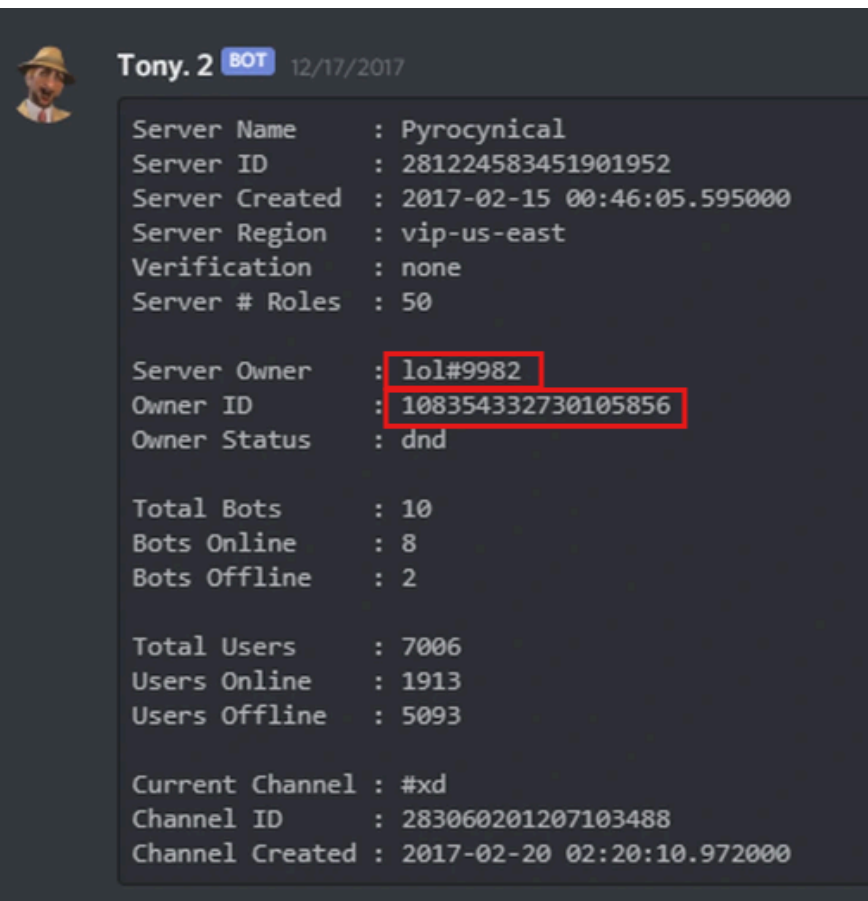 Tony. 2 BOT 12/17/2017
Server Name : Pyrocynical
Server ID : 281224583451901952
Server Created : 2017-02-15 00:46:05.595000
Server Region : vip-us-east
Verification : none
Server # Roles : 50
Server Owner : lol#9982
Owner ID : 108354332730105856
Owner Status : dnd
Total Bots : 10
Bots Online : 8
Bots Offline : 2
Total Users : 7006
Users Online : 1913
Users Offline : 5093
Current Channel : #xd
Channel ID : 283060201207103488
Channel Created : 2017-02-20 02:20:10.972000